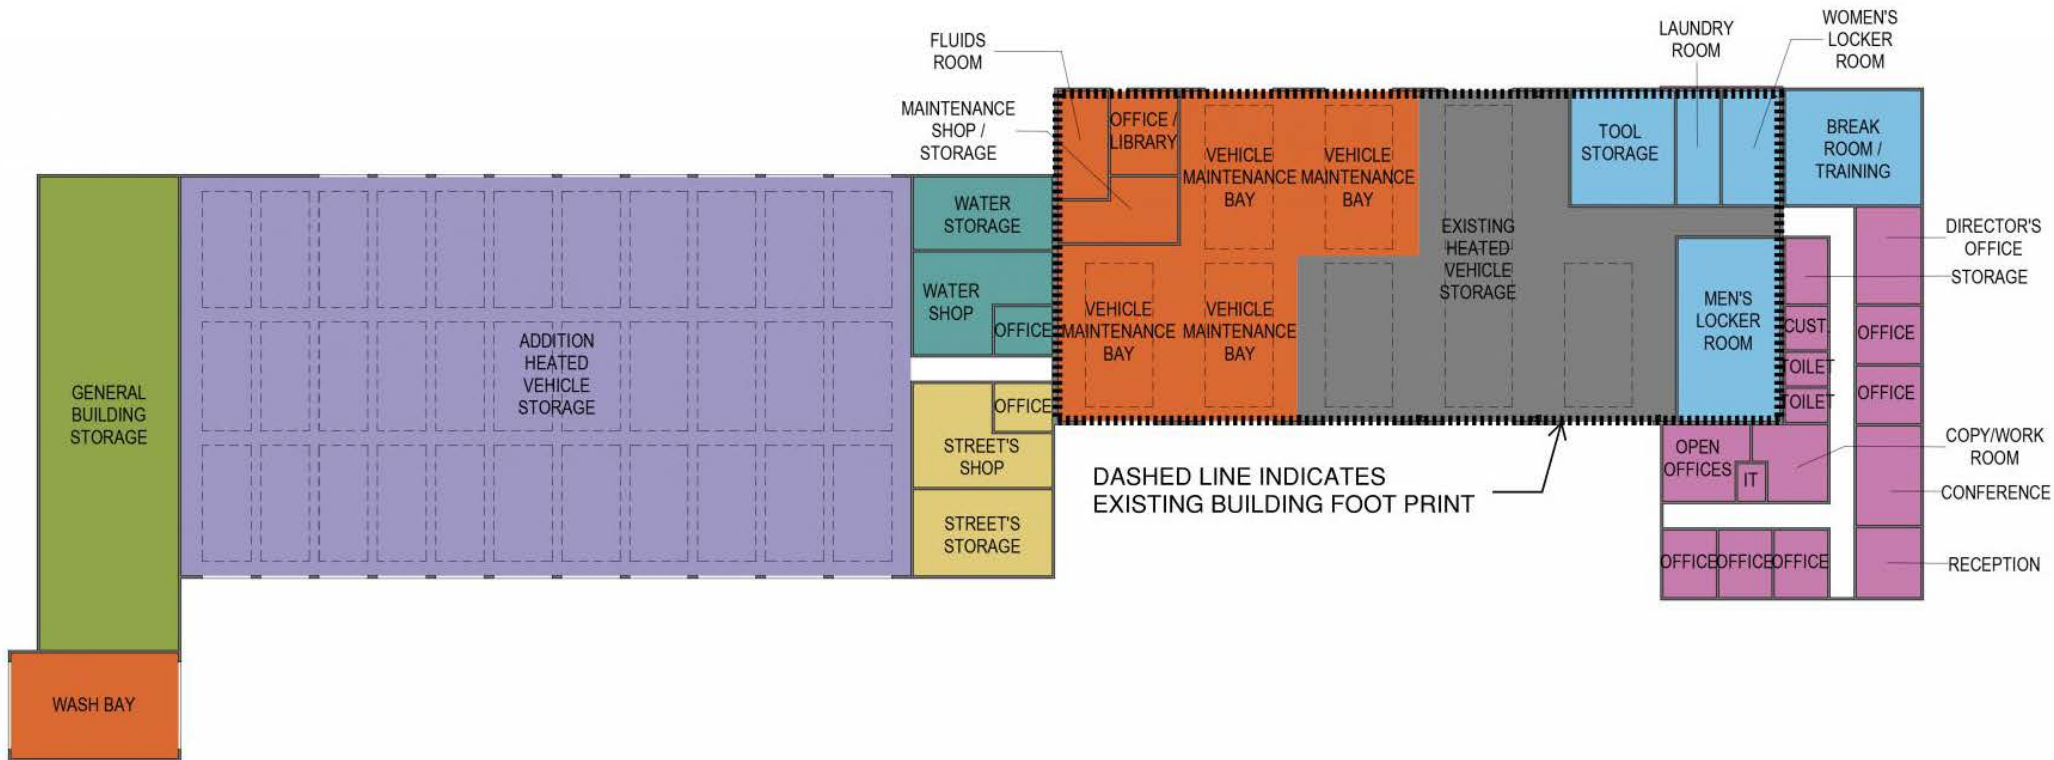 FLUIDS
ROOM
MAINTENANCE
SHOP /
STORAGE
LAUNDRY
ROOM
WOMEN'S
LOCKER
ROOM
OFFICE /
LIBRARY
VEHICLE
MAINTENANCE
BAY
VEHICLE
MAINTENANCE
BAY
TOOL
STORAGE
BREAK
ROOM /
TRAINING
WATER
STORAGE
WATER
SHOP
OFFICE
EXISTING
HEATED
VEHICLE
STORAGE
DIRECTOR'S
OFFICE
STORAGE
VEHICLE
MAINTENANCE
BAY
VEHICLE
MAINTENANCE
BAY
MEN'S
LOCKER
ROOM
CUST.
TOILET
TOILET
OFFICE
OFFICE
GENERAL
BUILDING
STORAGE
ADDITION
HEATED
VEHICLE
STORAGE
OFFICE
STREET'S
SHOP
STREET'S
STORAGE
DASHED LINE INDICATES
EXISTING BUILDING FOOT PRINT
OPEN
OFFICES
IT
COPY/WORK
ROOM
CONFERENCE
OFFICE
OFFICE
OFFICE
RECEPTION
WASH BAY